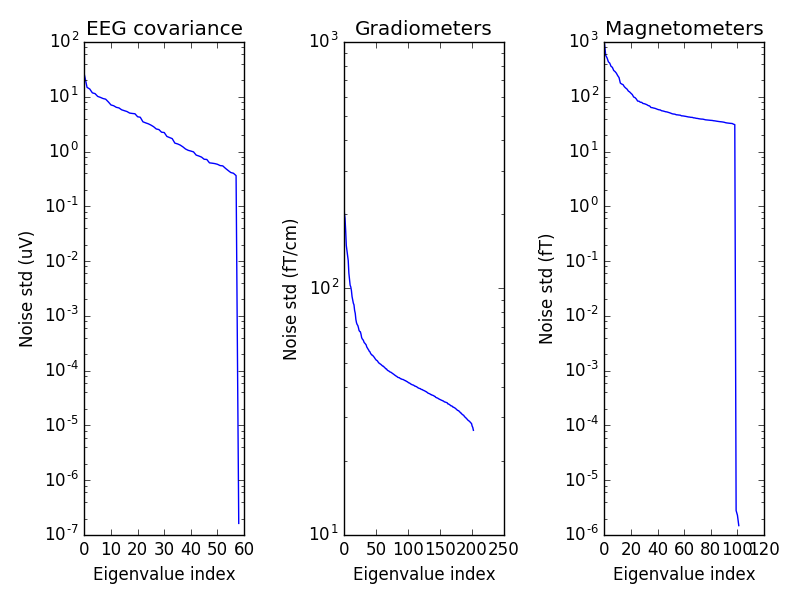 EEG covariance
Noise std (uV)
10^2
10^1
10^0
10^-1
10^-2
10^-3
10^-4
10^-5
10^-6
10^-7
0 10 20 30 40 50 60
Eigenvalue index
Gradiometers
Noise std (fT/cm)
10^3
10^2
10^1
0 50 100 150 200 250
Eigenvalue index
Magnetometers
Noise std (fT)
10^3
10^2
10^1
10^0
10^-1
10^-2
10^-3
10^-4
10^-5
10^-6
0 20 40 60 80 100 120
Eigenvalue index